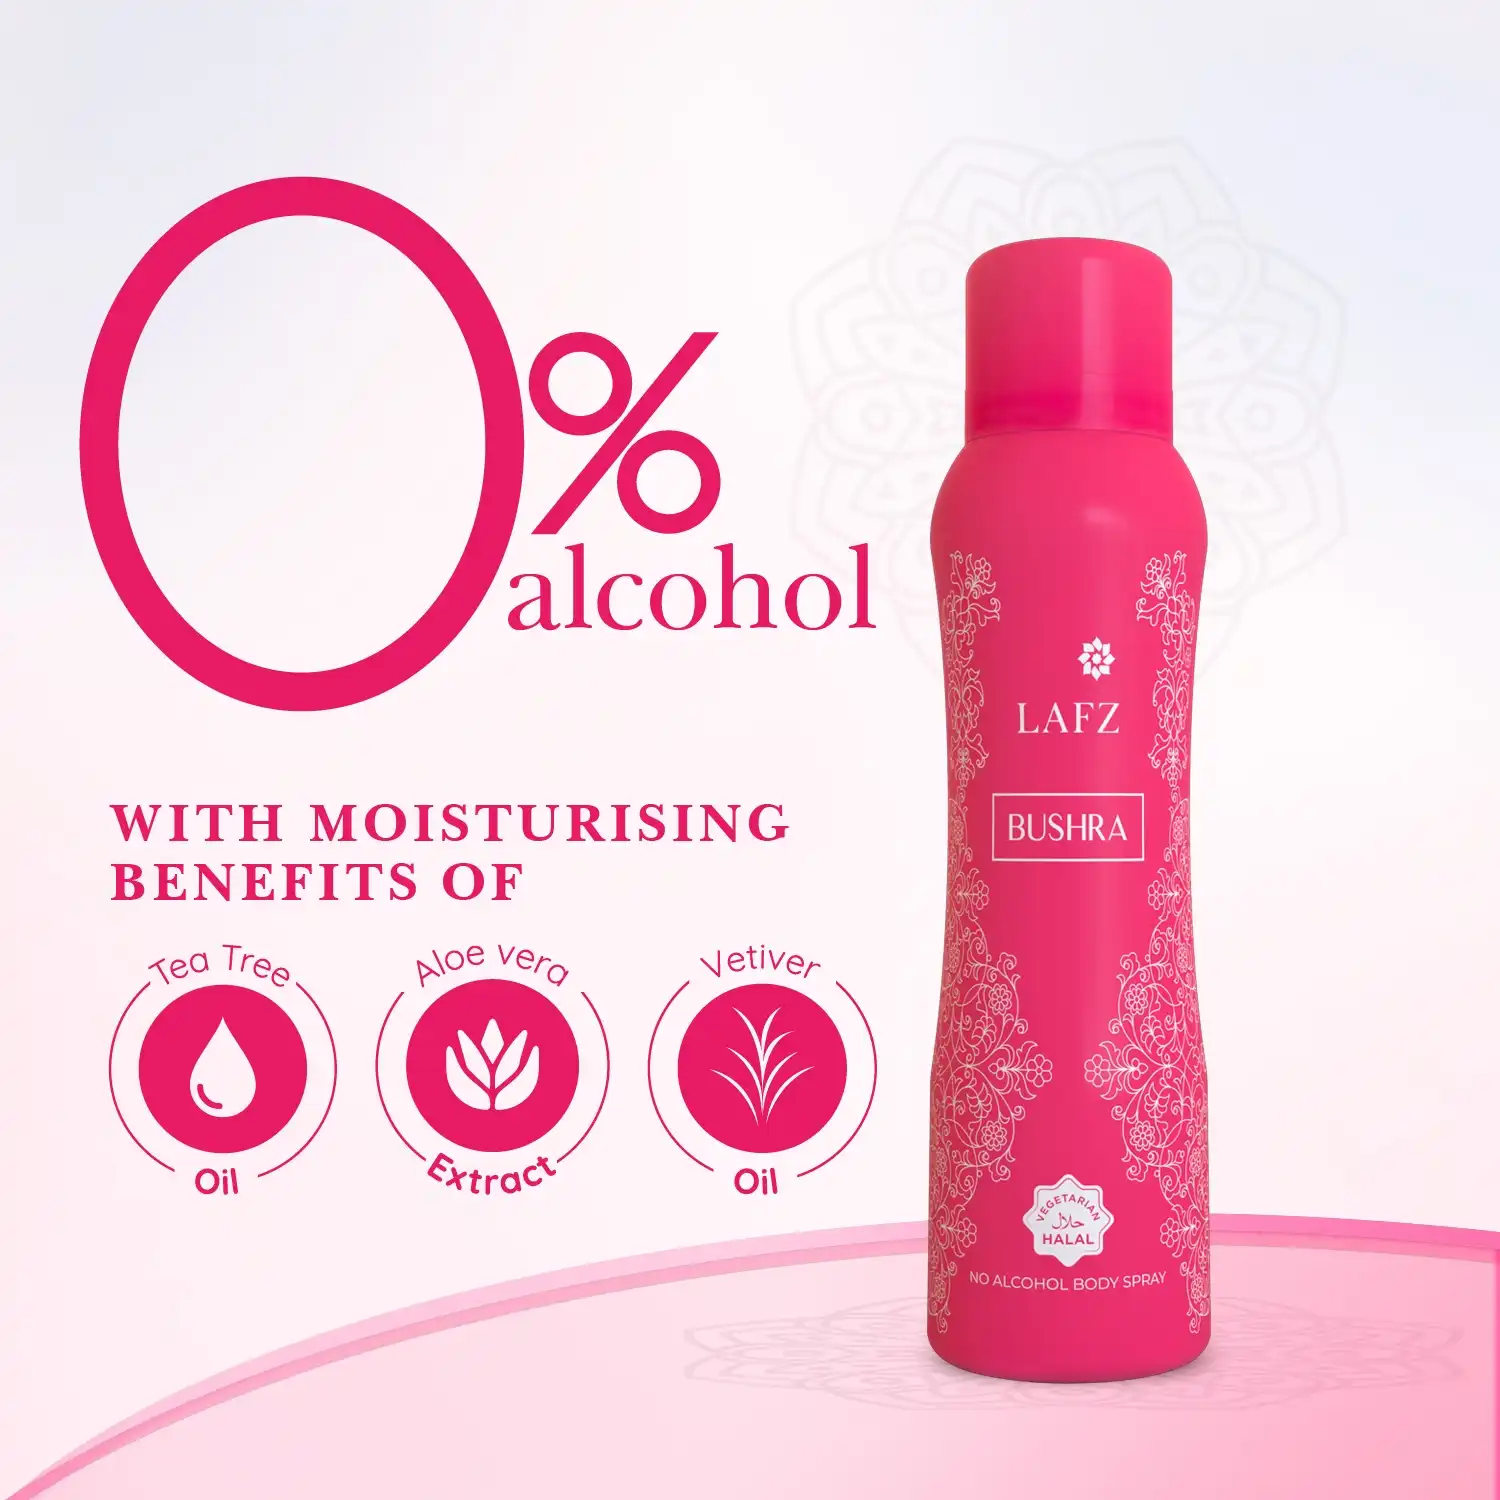 0%
alcohol
WITH MOISTURISING
BENEFITS OF
Tea Tree
Oil
Aloe vera
Extract
Vetiver
Oil
LAFZ
BUSHRA
VEGETARIAN
حلال
HALAL
NO ALCOHOL BODY SPRAY